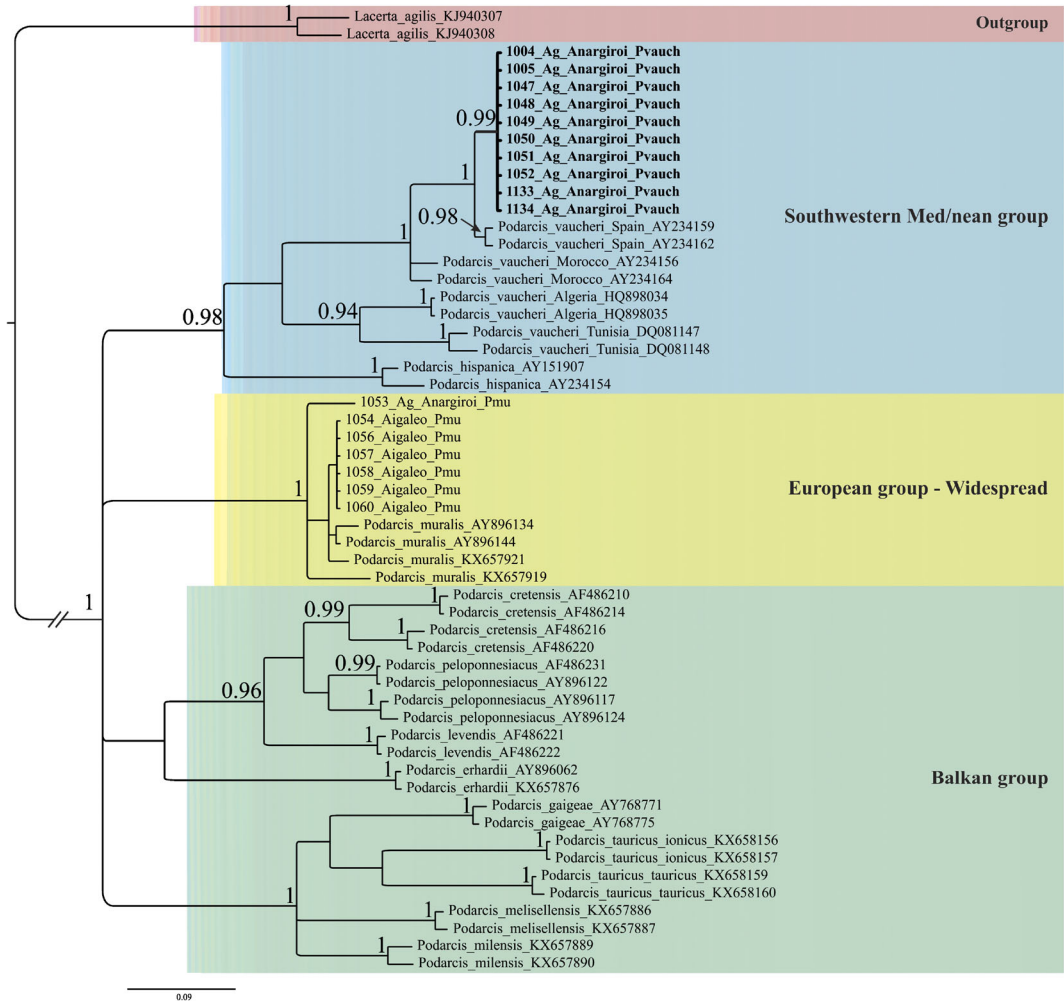 1
Lacerta_agilis_KJ940307
Lacerta_agilis_KJ940308
Outgroup
1004_Ag_Anargiroi_Pvauch
1005_Ag_Anargiroi_Pvauch
1047_Ag_Anargiroi_Pvauch
1048_Ag_Anargiroi_Pvauch
0.99
1049_Ag_Anargiroi_Pvauch
1050_Ag_Anargiroi_Pvauch
1051_Ag_Anargiroi_Pvauch
1
1052_Ag_Anargiroi_Pvauch
1133_Ag_Anargiroi_Pvauch
1134_Ag_Anargiroi_Pvauch
Southwestern Med/nean group
0.98
Podarcis_vaucheri_Spain_AY234159
1
Podarcis_vaucheri_Spain_AY234162
Podarcis_vaucheri_Morocco_AY234156
Podarcis_vaucheri_Morocco_AY234164
1
Podarcis_vaucheri_Algeria_HQ898034
0.94
Podarcis_vaucheri_Algeria_HQ898035
0.98
1
Podarcis_vaucheri_Tunisia_DQ081147
Podarcis_vaucheri_Tunisia_DQ081148
1
Podarcis_hispanica_AY151907
Podarcis_hispanica_AY234154
1053_Ag_Anargiroi_Pmu
1054_Aigaleo_Pmu
1056_Aigaleo_Pmu
1057_Aigaleo_Pmu
1058_Aigaleo_Pmu
1
1059_Aigaleo_Pmu
European group - Widespread
1060_Aigaleo_Pmu
Podarcis_muralis_AY896134
Podarcis_muralis_AY896144
Podarcis_muralis_KX657921
Podarcis_muralis_KX657919
1
1
Podarcis_cretensis_AF486210
0.99
Podarcis_cretensis_AF486214
1
Podarcis_cretensis_AF486216
Podarcis_cretensis_AF486220
0.99
Podarcis_peloponnesiacus_AF486231
Podarcis_peloponnesiacus_AY896122
0.96
1
Podarcis_peloponnesiacus_AY896117
Podarcis_peloponnesiacus_AY896124
1
Podarcis_levendis_AF486221
Podarcis_levendis_AF486222
1
Podarcis_erhardii_AY896062
Podarcis_erhardii_KX657876
Balkan group
1
Podarcis_gaigeae_AY768771
Podarcis_gaigeae_AY768775
1
Podarcis_tauricus_ionicus_KX658156
Podarcis_tauricus_ionicus_KX658157
1
Podarcis_tauricus_tauricus_KX658159
Podarcis_tauricus_tauricus_KX658160
1
1
Podarcis_melisellensis_KX657886
Podarcis_melisellensis_KX657887
1
Podarcis_milensis_KX657889
Podarcis_milensis_KX657890
0.09